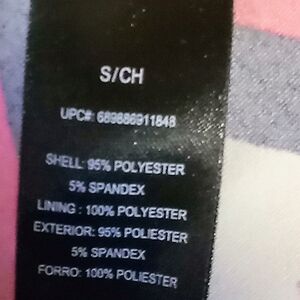 S/CH
UPC#: 689886911848
SHELL: 95% POLYESTER
5% SPANDEX
LINING : 100% POLYESTER
EXTERIOR: 95% POLIESTER
5% SPANDEX
FORRO: 100% POLIESTER